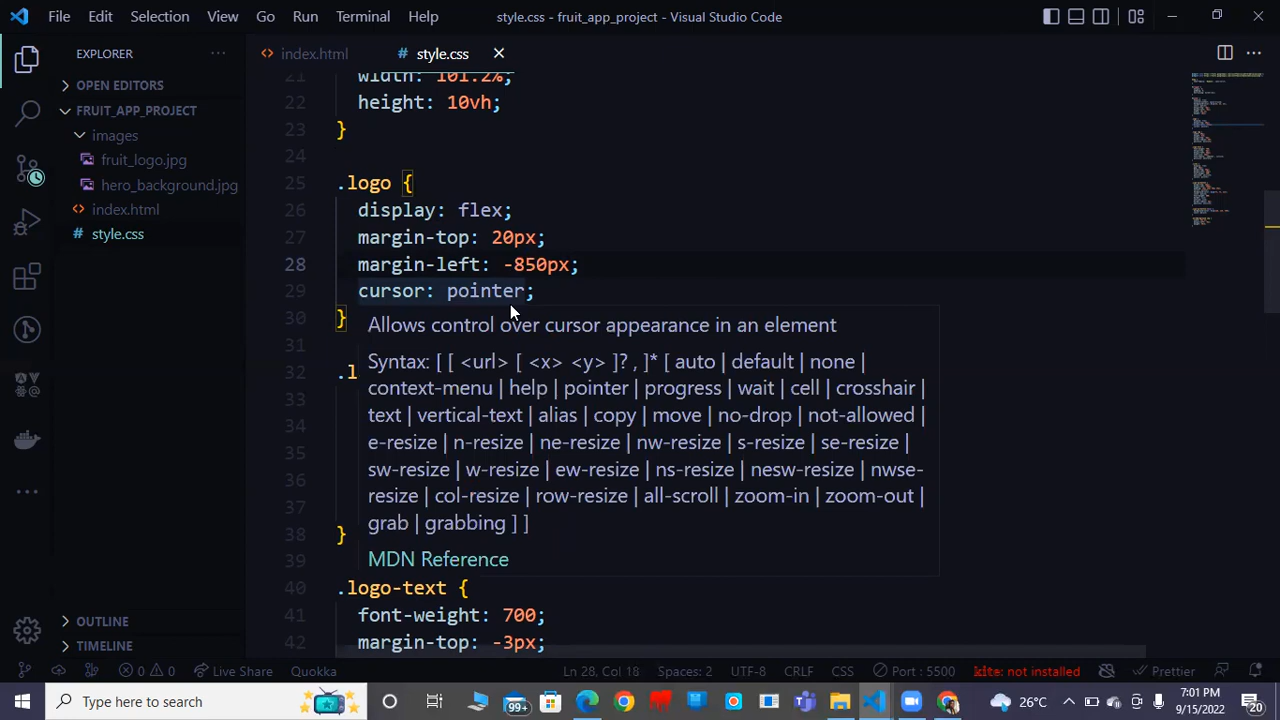 File Edit Selection View Go Run Terminal Help style.css - fruit_app_project - Visual Studio Code
EXPLORER
index.html
style.css
OPEN EDITORS
FRUIT_APP_PROJECT
images
fruit_logo.jpg
hero_background.jpg
index.html
style.css
OUTLINE
TIMELINE
21 width: 101.2%;
22 height: 10vh;
23 }
24
25 .logo {
26 display: flex;
27 margin-top: 20px;
28 margin-left: -850px;
29 cursor: pointer;
30 }
31
32 .l
33
34
35
36
37
38 }
39
40 .logo-text {
41 font-weight: 700;
42 margin-top: -3px;
Allows control over cursor appearance in an element
Syntax: [ [ <url> [ <x> <y> ]? , ]* [ auto | default | none |
context-menu | help | pointer | progress | wait | cell | crosshair |
text | vertical-text | alias | copy | move | no-drop | not-allowed |
e-resize | n-resize | ne-resize | nw-resize | s-resize | se-resize |
sw-resize | w-resize | ew-resize | ns-resize | nesw-resize | nwse-
resize | col-resize | row-resize | all-scroll | zoom-in | zoom-out |
grab | grabbing ] ]
MDN Reference
0 0 Live Share Quokka Ln 28, Col 18 Spaces: 2 UTF-8 CRLF CSS Port : 5500 kite: not installed Prettier
Type here to search
99+
26°C
7:01 PM
9/15/2022
20